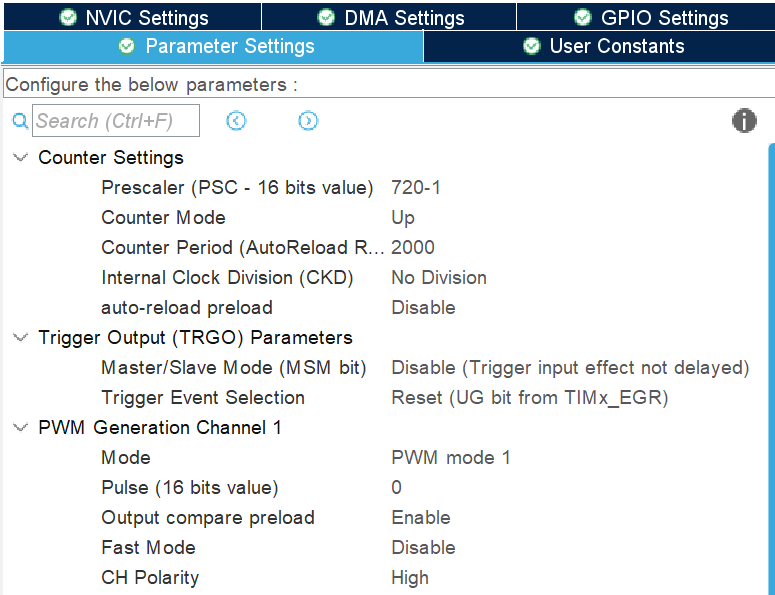 NVIC Settings DMA Settings GPIO Settings
Parameter Settings User Constants
Configure the below parameters :
Search (Ctrl+F)
Counter Settings
Prescaler (PSC - 16 bits value) 720-1
Counter Mode Up
Counter Period (AutoReload R... 2000
Internal Clock Division (CKD) No Division
auto-reload preload Disable
Trigger Output (TRGO) Parameters
Master/Slave Mode (MSM bit) Disable (Trigger input effect not delayed)
Trigger Event Selection Reset (UG bit from TIMx_EGR)
PWM Generation Channel 1
Mode PWM mode 1
Pulse (16 bits value) 0
Output compare preload Enable
Fast Mode Disable
CH Polarity High